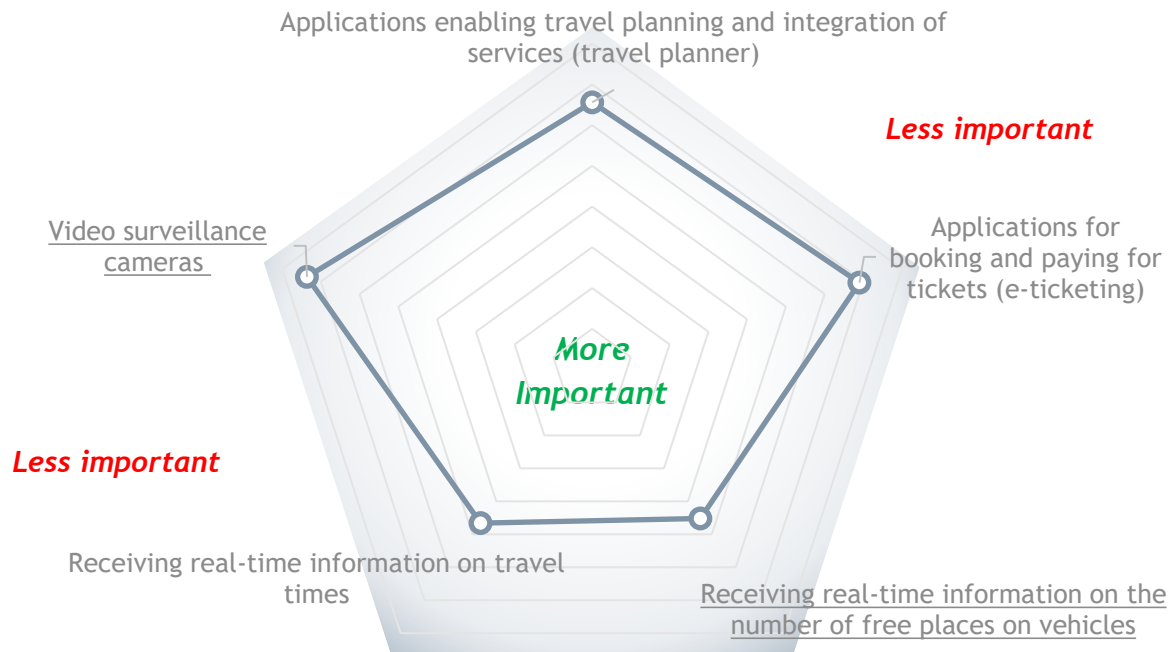 Applications enabling travel planning and integration of
services (travel planner)
Less important
Video surveillance
cameras
Applications for
booking and paying for
tickets (e-ticketing)
More
Important
Less important
Receiving real-time information on travel
times
Receiving real-time information on the
number of free places on vehicles